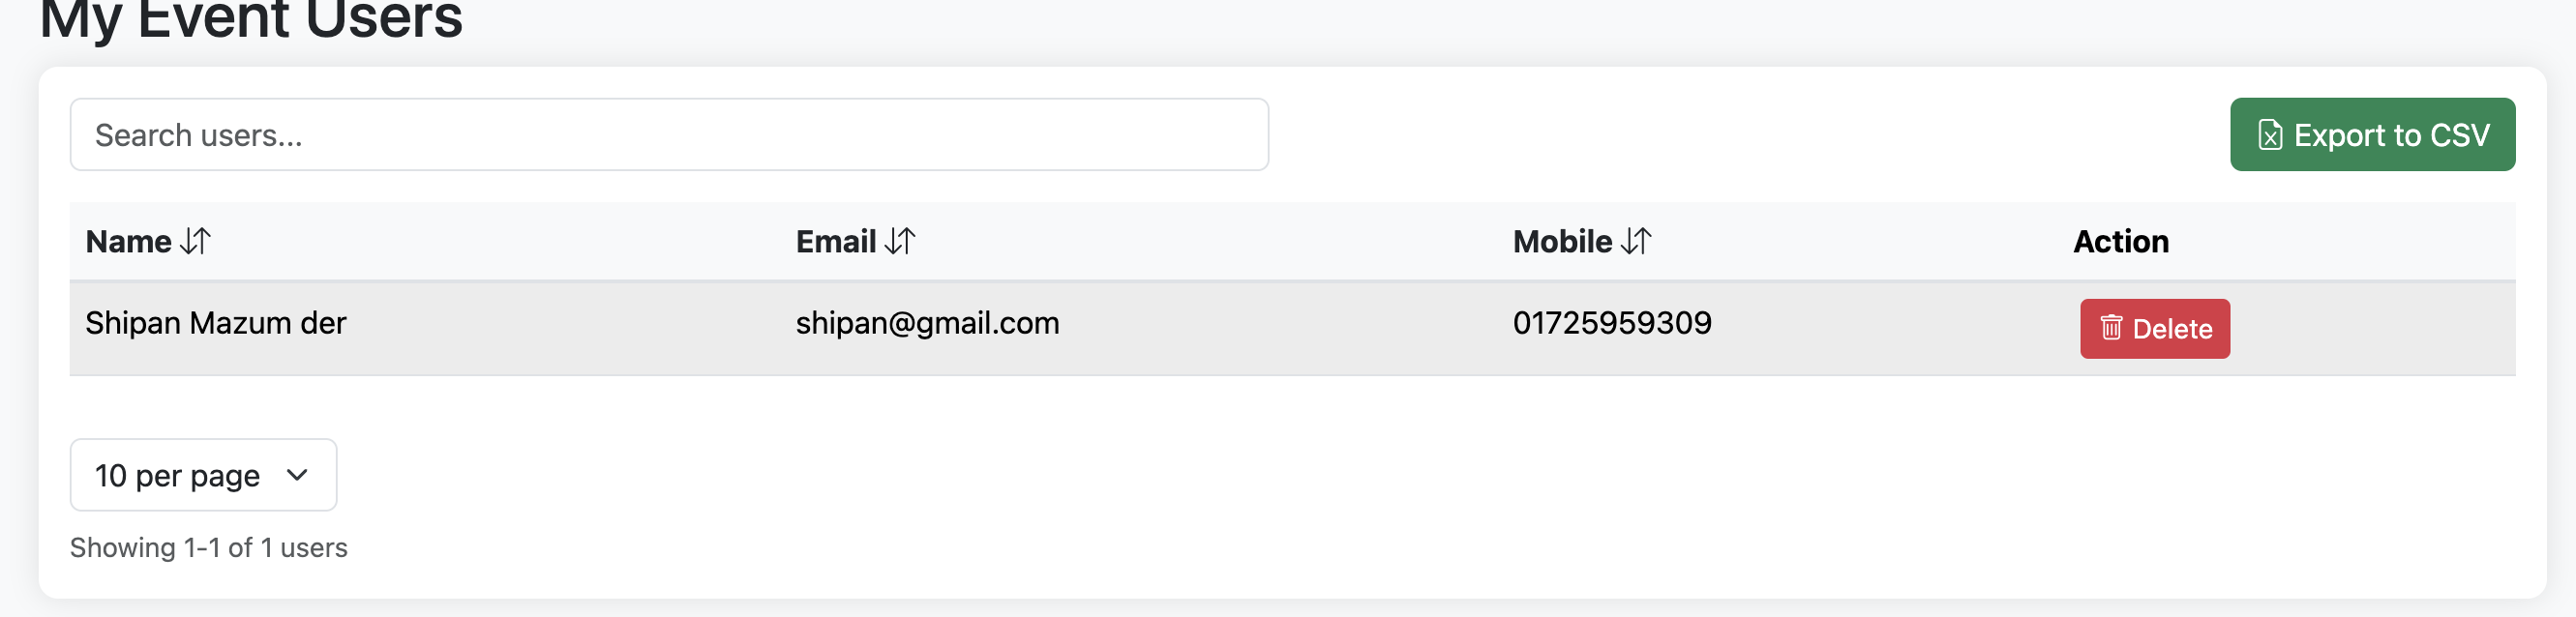 My Event Users
Search users...
Export to CSV
Name Email Mobile Action
Shipan Mazum der shipan@gmail.com 01725959309 Delete
10 per page
Showing 1-1 of 1 users